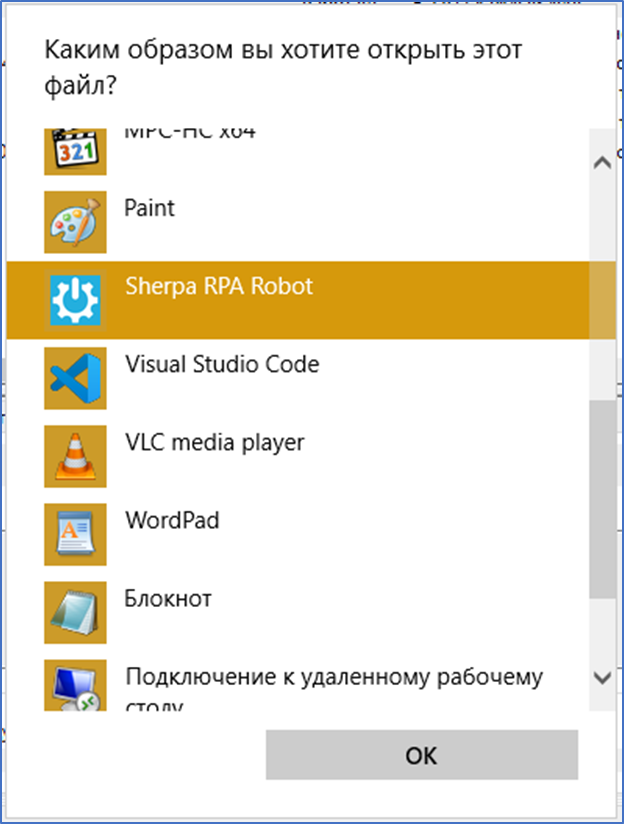 Каким образом вы хотите открыть этот
файл?
MPC-HC x64
Paint
Sherpa RPA Robot
Visual Studio Code
VLC media player
WordPad
Блокнот
Подключение к удаленному рабочему
столу
ОК